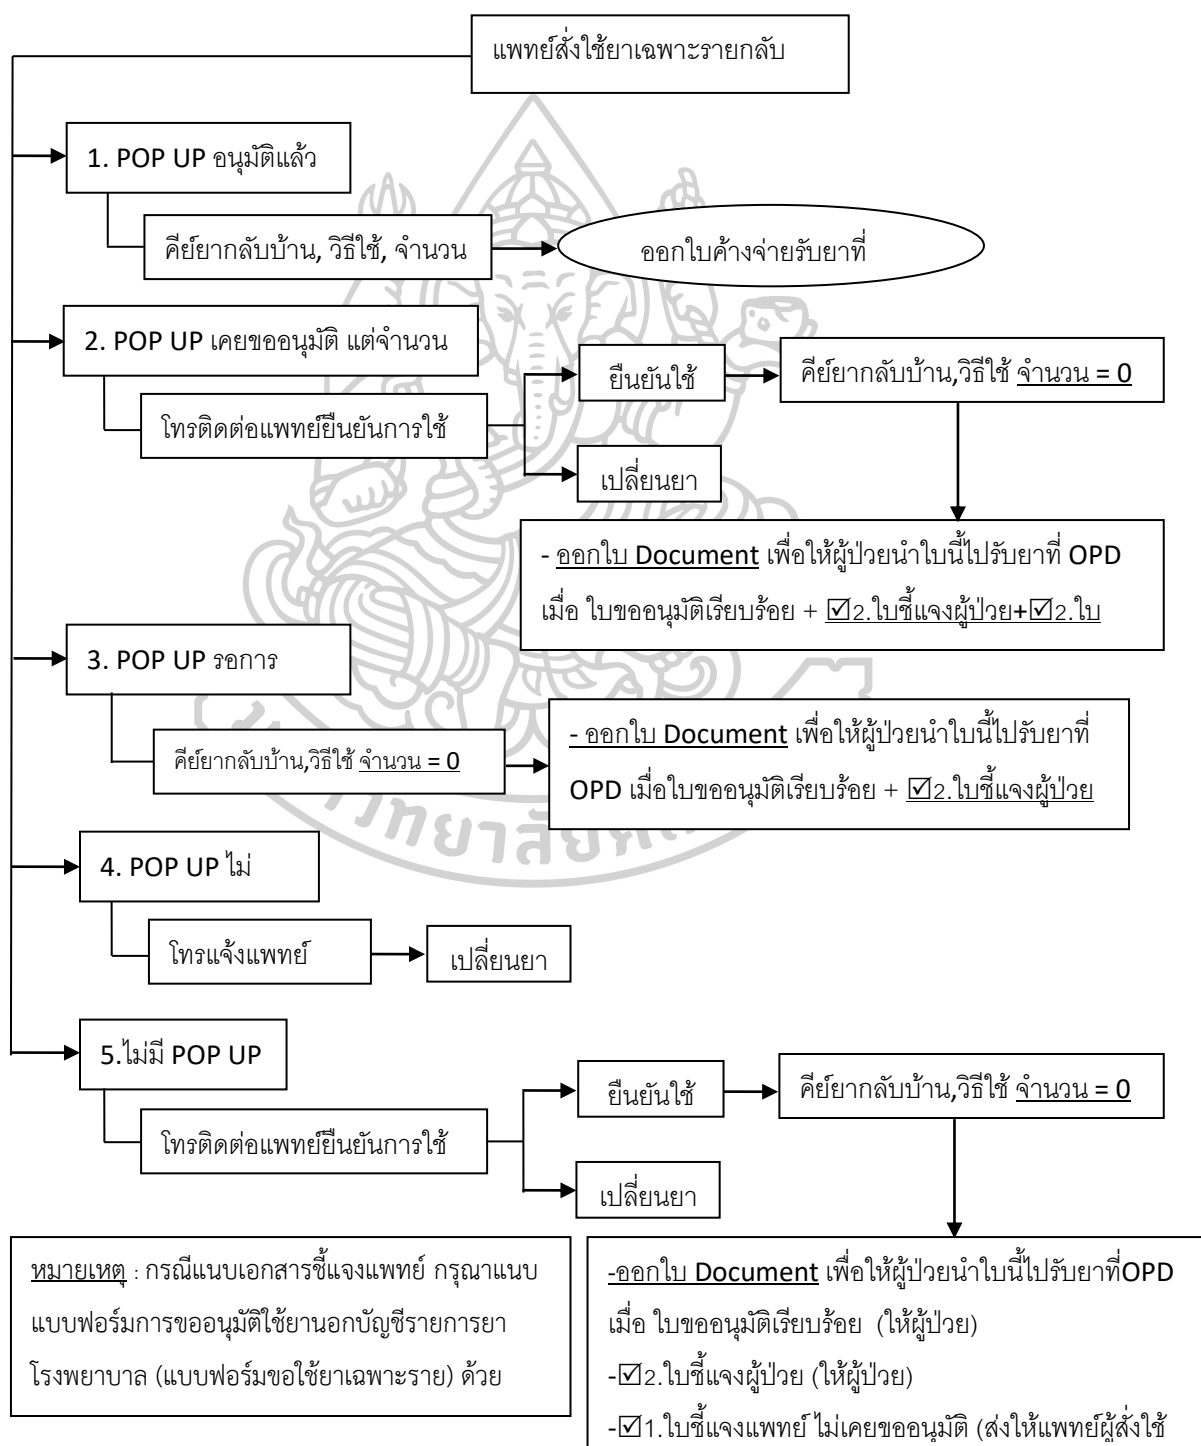 แพทย์สั่งใช้ยาเฉพาะรายกลับ
1. POP UP อนุมัติแล้ว
คีย์ยากลับบ้าน, วิธีใช้, จำนวน
ออกใบค้างจ่ายรับยาที่
2. POP UP เคยขออนุมัติ แต่จำนวน
โทรติดต่อแพทย์ยืนยันการใช้
ยืนยันใช้
คีย์ยากลับบ้าน,วิธีใช้ จำนวน = 0
เปลี่ยนยา
- ออกใบ Document เพื่อให้ผู้ป่วยนำใบนี้ไปรับยาที่ OPD
เมื่อ ใบขออนุมัติเรียบร้อย + ☑2.ใบชี้แจงผู้ป่วย+☑2.ใบ
3. POP UP รอการ
คีย์ยากลับบ้าน,วิธีใช้ จำนวน = 0
- ออกใบ Document เพื่อให้ผู้ป่วยนำใบนี้ไปรับยาที่
OPD เมื่อใบขออนุมัติเรียบร้อย + ☑2.ใบชี้แจงผู้ป่วย
4. POP UP ไม่
โทรแจ้งแพทย์
เปลี่ยนยา
5.ไม่มี POP UP
โทรติดต่อแพทย์ยืนยันการใช้
ยืนยันใช้
คีย์ยากลับบ้าน,วิธีใช้ จำนวน = 0
เปลี่ยนยา
หมายเหตุ : กรณีแนบเอกสารชี้แจงแพทย์ กรุณาแนบ
แบบฟอร์มการขออนุมัติใช้ยานอกบัญชีรายการยา
โรงพยาบาล (แบบฟอร์มขอใช้ยาเฉพาะราย) ด้วย
-ออกใบ Document เพื่อให้ผู้ป่วยนำใบนี้ไปรับยาที่OPD
เมื่อ ใบขออนุมัติเรียบร้อย (ให้ผู้ป่วย)
-☑2.ใบชี้แจงผู้ป่วย (ให้ผู้ป่วย)
-☑1.ใบชี้แจงแพทย์ ไม่เคยขออนุมัติ (ส่งให้แพทย์ผู้สั่งใช้